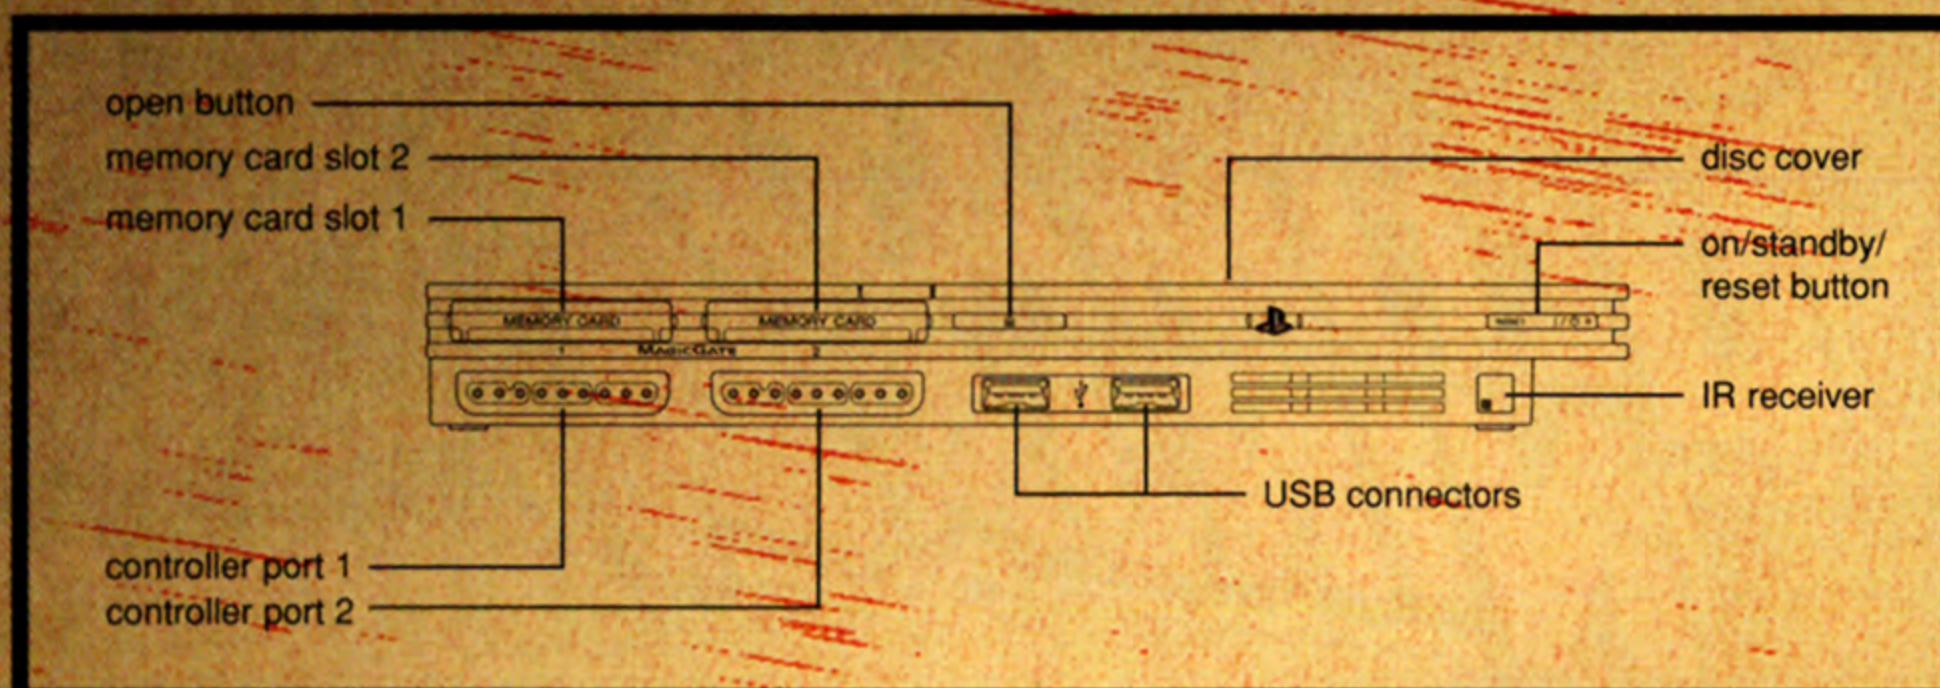 open button
memory card slot 2
memory card slot 1
disc cover
on/standby/
reset button
MEMORY CARD
MEMORY CARD
1
MAGICGATE
2
IR receiver
USB connectors
controller port 1
controller port 2